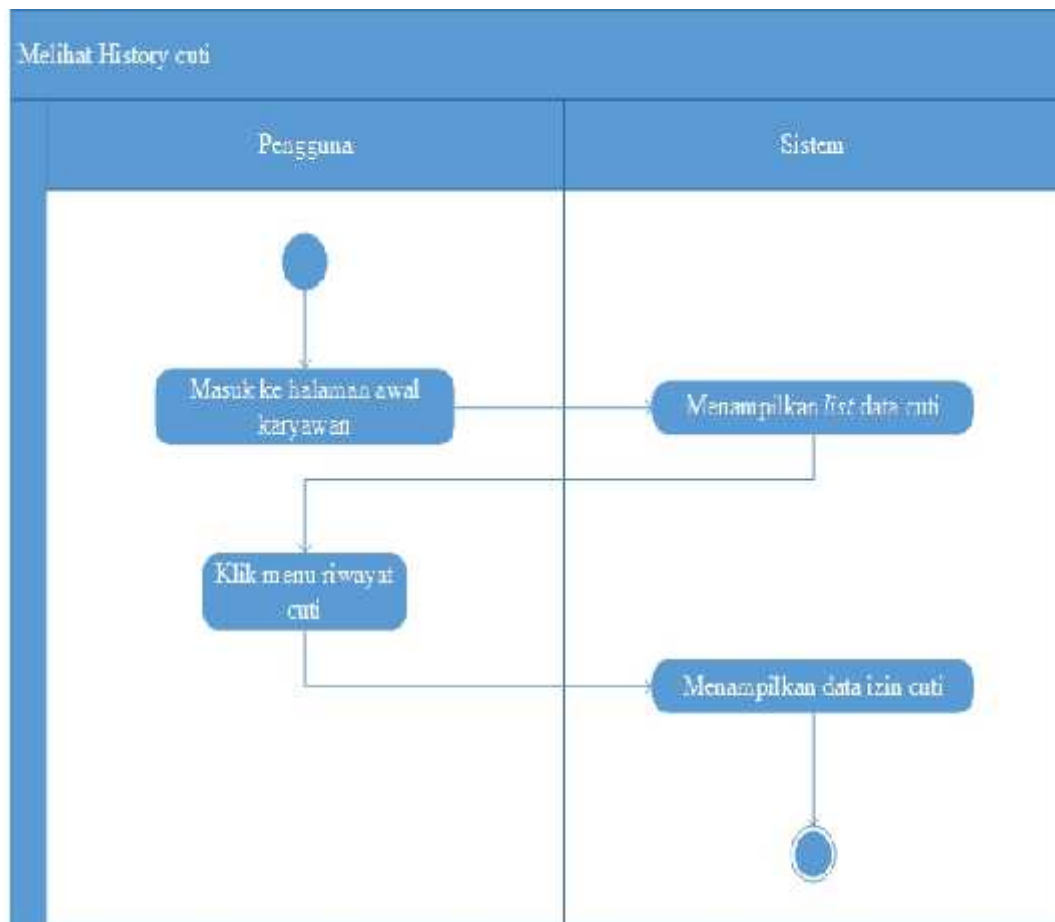 Melihat History cuti
Pengguna
Sistem
Masuk ke halaman awal
karyawan
Menampilkan list data cuti
Klik menu riwayat
cuti
Menampilkan data izin cuti